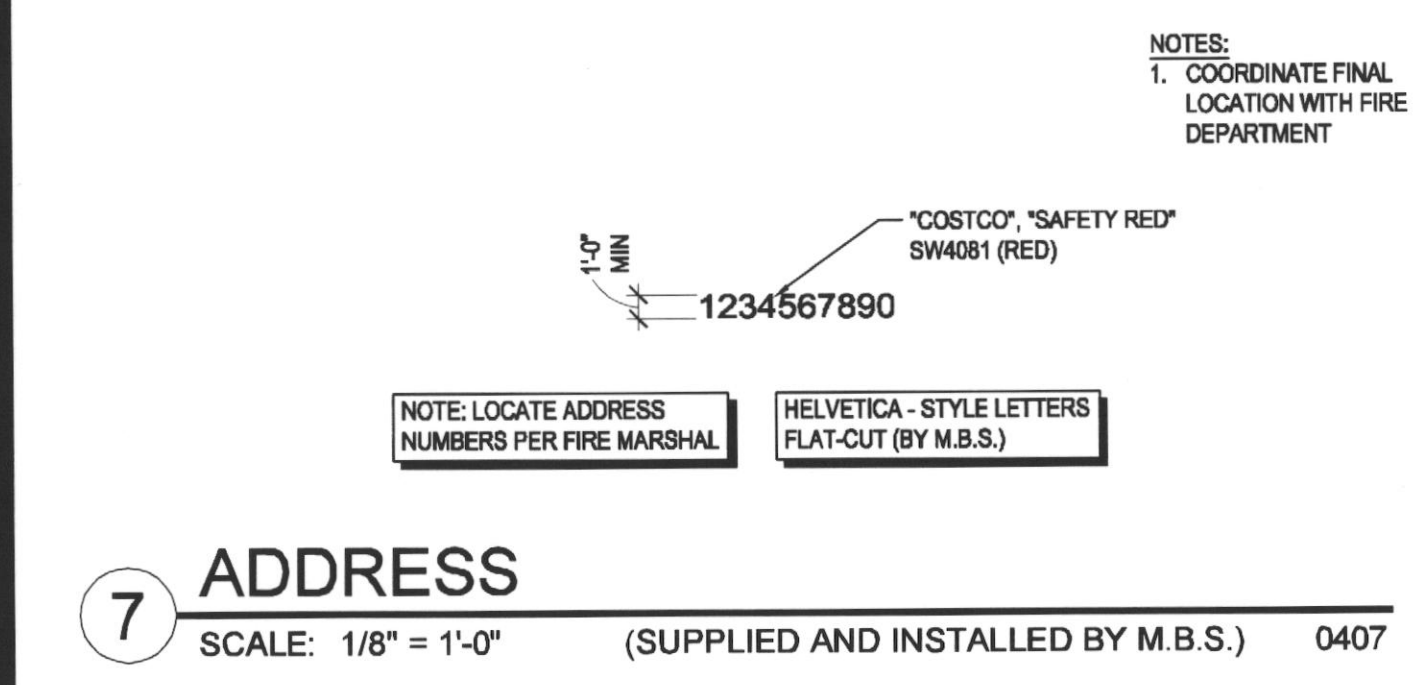 NOTES:
1. COORDINATE FINAL
LOCATION WITH FIRE
DEPARTMENT
"COSTCO", "SAFETY RED"
SW4081 (RED)
1'-0"
MIN
1234567890
NOTE: LOCATE ADDRESS
NUMBERS PER FIRE MARSHAL
HELVETICA - STYLE LETTERS
FLAT-CUT (BY M.B.S.)
7
ADDRESS
SCALE: 1/8" = 1'-0" (SUPPLIED AND INSTALLED BY M.B.S.) 0407